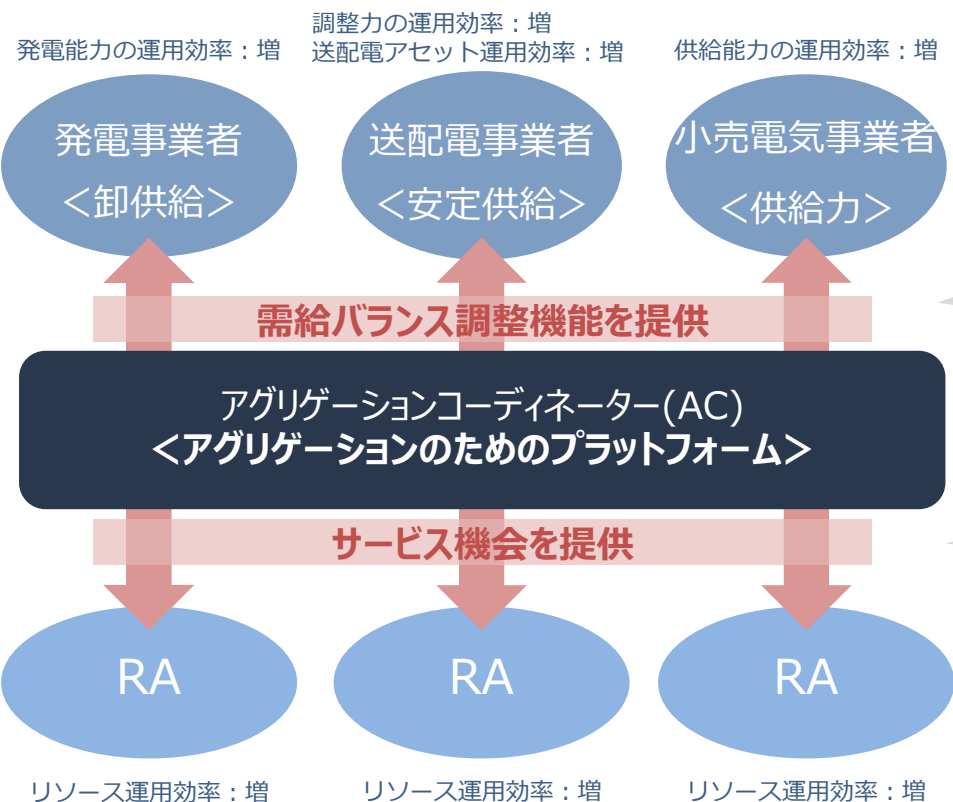 発電能力の運用効率：増
調整力の運用効率：増
送配電アセット運用効率：増
供給能力の運用効率：増
発電事業者
＜卸供給＞
送配電事業者
＜安定供給＞
小売電気事業者
＜供給力＞
需給バランス調整機能を提供
アグリゲーションコーディネーター(AC)
＜アグリゲーションのためのプラットフォーム＞
サービス機会を提供
RA
RA
RA
リソース運用効率：増
リソース運用効率：増
リソース運用効率：増